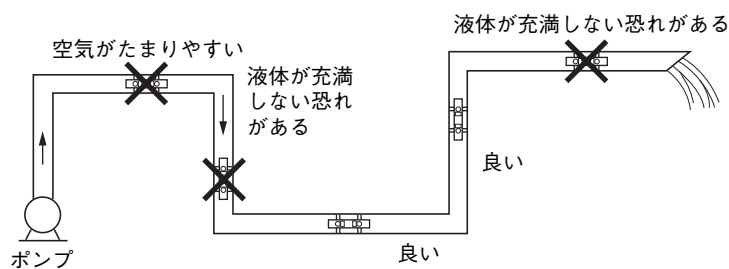 空気がたまりやすい
液体が充満
しない恐れ
がある
液体が充満しない恐れがある
良い
良い
ポンプ